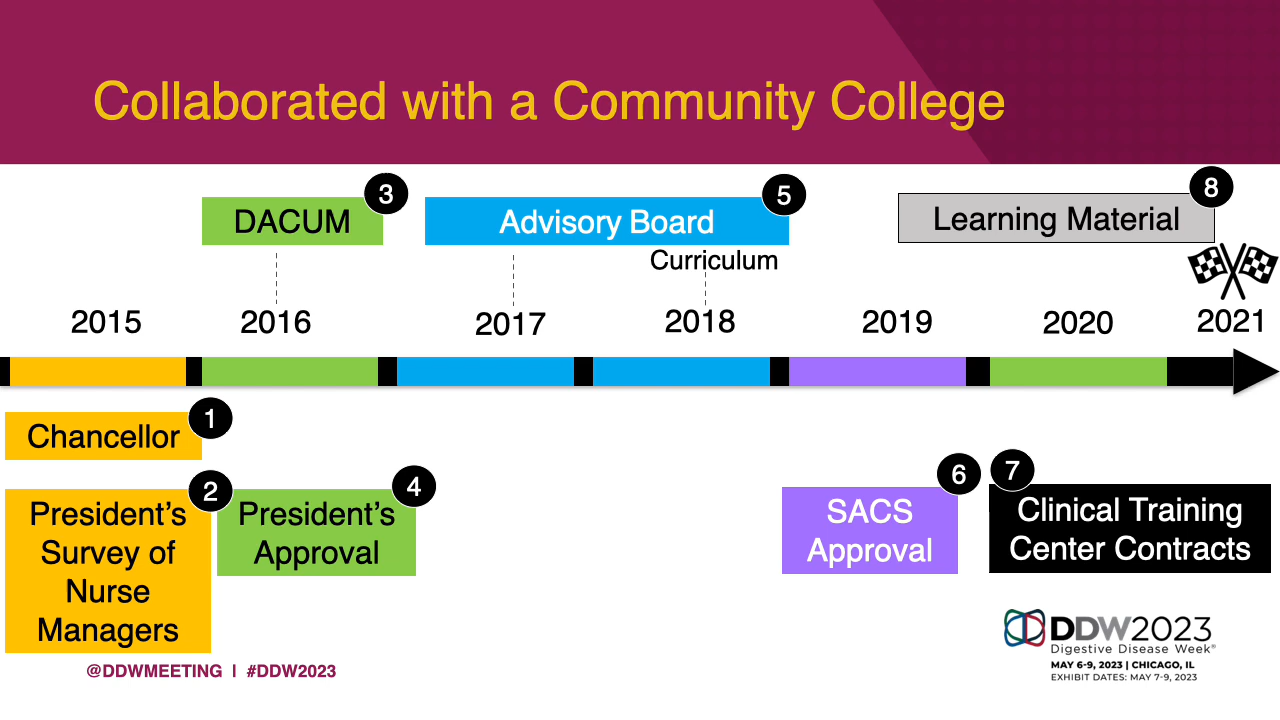 Collaborated with a Community College
3
DACUM
5
Advisory Board
Curriculum
8
Learning Material
2015
2016
2017
2018
2019
2020
2021
1
Chancellor
2
President's
Survey of
Nurse
Managers
4
President's
Approval
6
SACS
Approval
7
Clinical Training
Center Contracts
@DDWMEETING | #DDW2023
DDW2023
Digestive Disease Week®
MAY 6-9, 2023 | CHICAGO, IL
EXHIBIT DATES: MAY 7-9, 2023